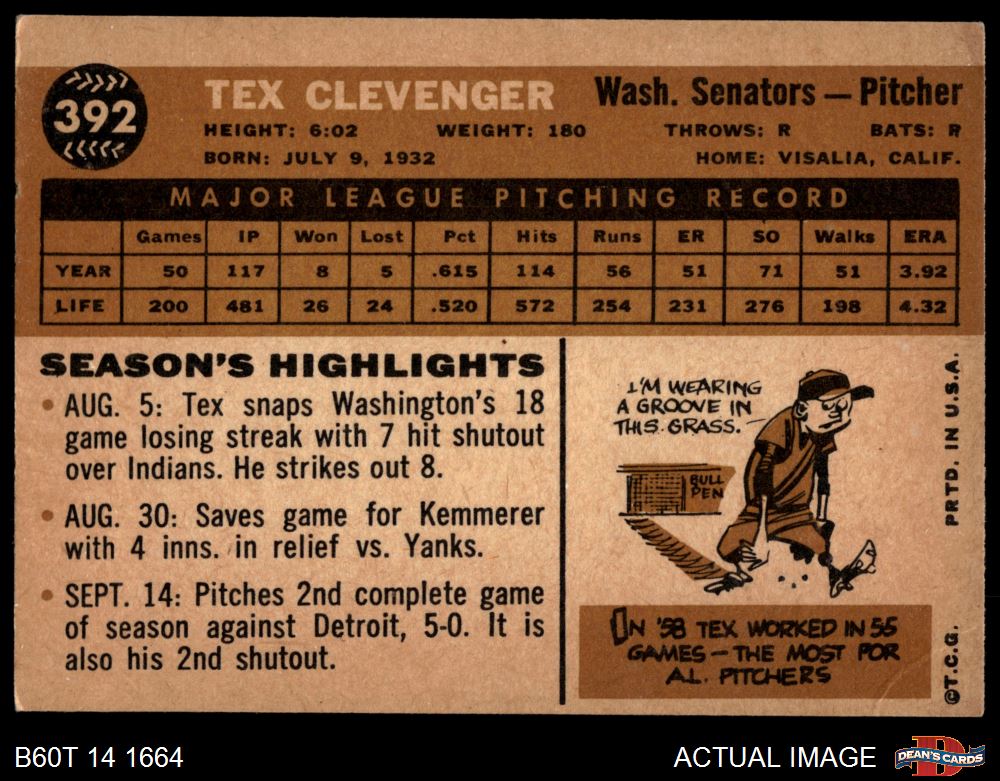 392
TEX CLEVENGER
Wash. Senators — Pitcher
HEIGHT: 6:02 WEIGHT: 180 THROWS: R BATS: R
BORN: JULY 9, 1932 HOME: VISALIA, CALIF.
MAJOR LEAGUE PITCHING RECORD
Games IP Won Lost Pct Hits Runs ER SO Walks ERA
YEAR 50 117 8 5 .615 114 56 51 71 51 3.92
LIFE 200 481 26 24 .520 572 254 231 276 198 4.32
SEASON'S HIGHLIGHTS
• AUG. 5: Tex snaps Washington's 18
game losing streak with 7 hit shutout
over Indians. He strikes out 8.
• AUG. 30: Saves game for Kemmerer
with 4 inns. in relief vs. Yanks.
• SEPT. 14: Pitches 2nd complete game
of season against Detroit, 5-0. It is
also his 2nd shutout.
I'M WEARING
A GROOVE IN
THIS GRASS.
BULL
PEN
IN '58 TEX WORKED IN 55
GAMES — THE MOST FOR
A.L. PITCHERS
©T.C.G. PRTD. IN U.S.A.
B60T 14 1664
ACTUAL IMAGE
D
DEAN'S CARDS